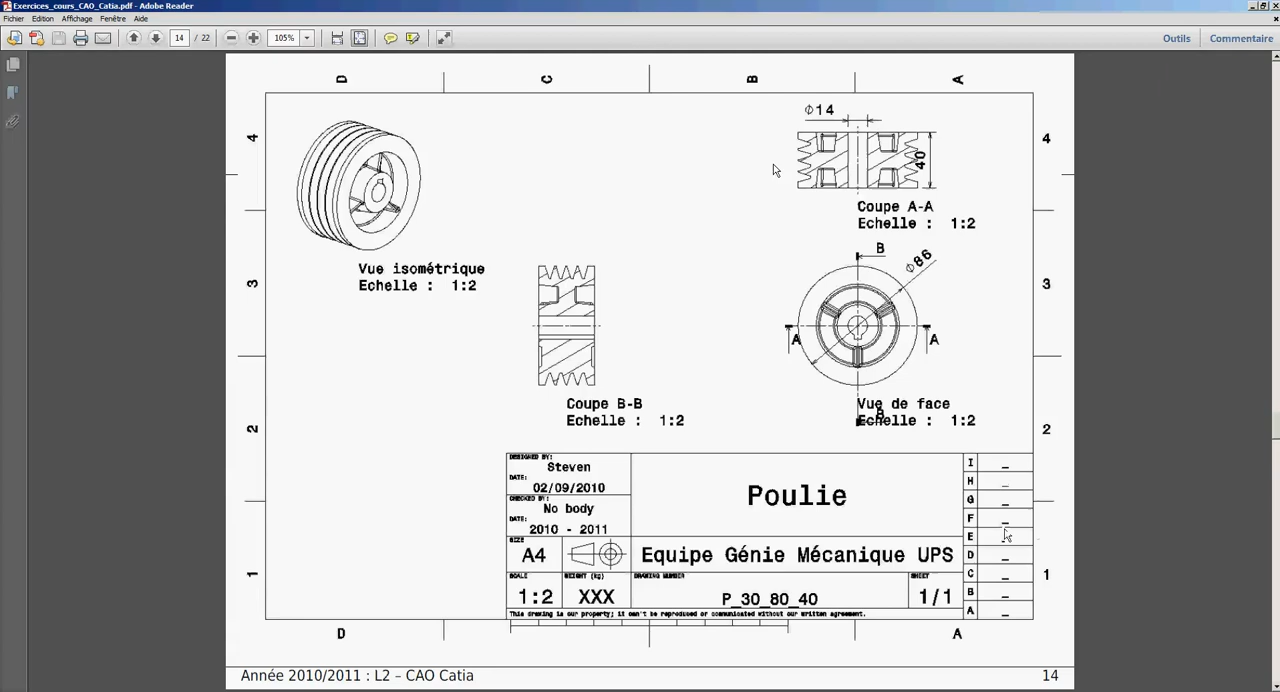 Exercices_cours_CAO_Catia.pdf - Adobe Reader
Fichier Edition Affichage Fenêtre Aide
14 / 22 105% Outils Commentaire
D C B A
4 4
3 3
2 2
1 1
Φ14
40
Coupe A-A
Echelle : 1:2
Vue isométrique
Echelle : 1:2
B
Φ86
A A
Coupe B-B
Echelle : 1:2
Vue de face
B
Echelle : 1:2
DESIGNED BY:
Steven
DATE:
02/09/2010
CHECKED BY:
No body
DATE:
2010 - 2011
SIZE
A4
Poulie
Equipe Génie Mécanique UPS
SCALE
1:2
WEIGHT (kg)
XXX
DRAWING NUMBER
P_30_80_40
SHEET
1/1
This drawing is our property; it can't be reproduced or communicated without our written agreement.
I _
H _
G _
F _
E _
D _
C _
B _
A _
D A
Année 2010/2011 : L2 – CAO Catia 14